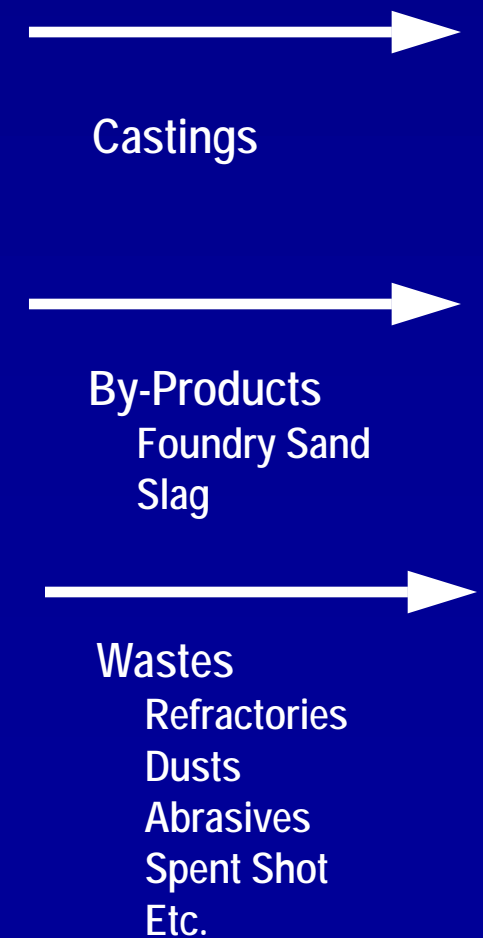 Castings
By-Products
Foundry Sand
Slag
Wastes
Refractories
Dusts
Abrasives
Spent Shot
Etc.